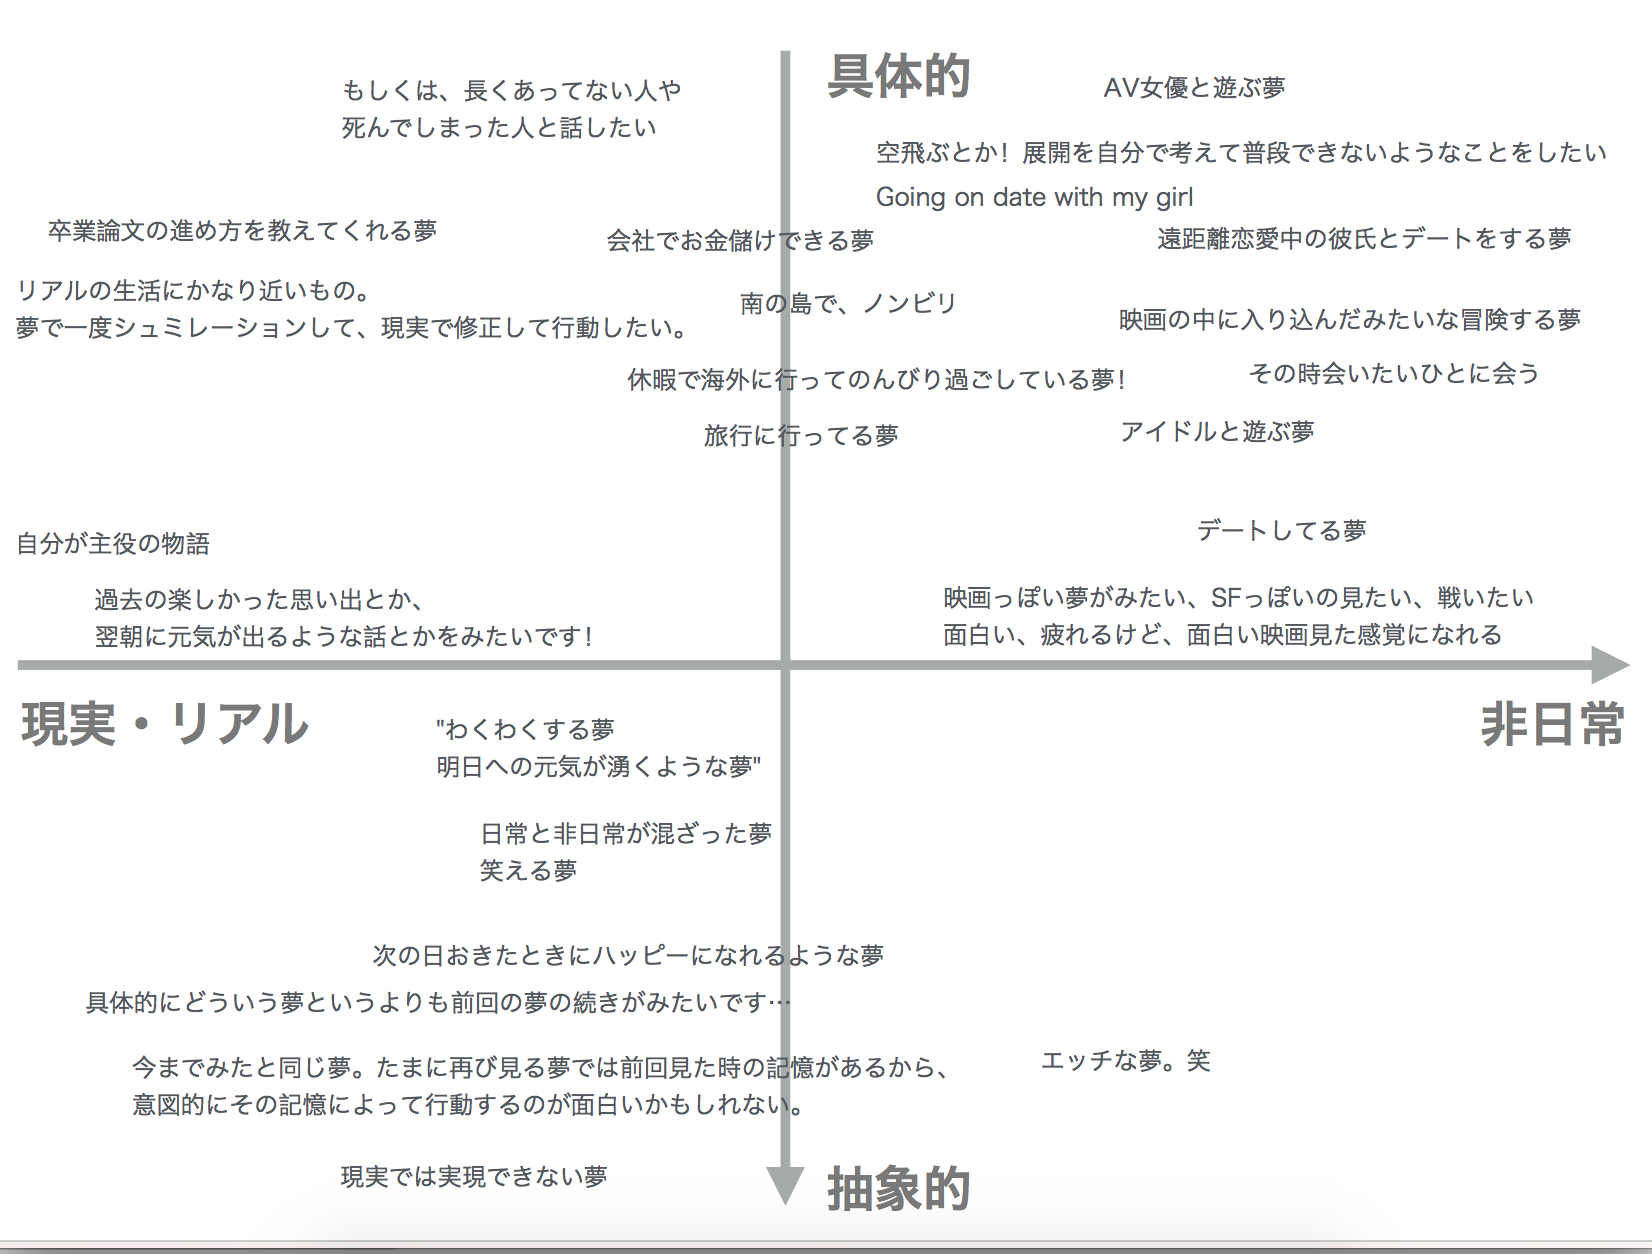 具体的
AV女優と遊ぶ夢
もしくは、長くあってない人や
死んでしまった人と話したい
空飛ぶとか！展開を自分で考えて普段できないようなことをしたい
Going on date with my girl
卒業論文の進め方を教えてくれる夢
会社でお金儲けできる夢
遠距離恋愛中の彼氏とデートをする夢
リアルの生活にかなり近いもの。
夢で一度シュミレーションして、現実で修正して行動したい。
南の島で、ノンビリ
映画の中に入り込んだみたいな冒険する夢
休暇で海外に行ってのんびり過ごしている夢！
その時会いたいひとに会う
旅行に行ってる夢
アイドルと遊ぶ夢
自分が主役の物語
デートしてる夢
過去の楽しかった思い出とか、
翌朝に元気が出るような話とかをみたいです！
映画っぽい夢がみたい、SFっぽいの見たい、戦いたい
面白い、疲れるけど、面白い映画見た感覚になれる
現実・リアル
非日常
"わくわくする夢
明日への元気が湧くような夢"
日常と非日常が混ざった夢
笑える夢
次の日おきたときにハッピーになれるような夢
具体的にどういう夢というよりも前回の夢の続きがみたいです…
今までみたと同じ夢。たまに再び見る夢では前回見た時の記憶があるから、
意図的にその記憶によって行動するのが面白いかもしれない。
エッチな夢。笑
現実では実現できない夢
抽象的